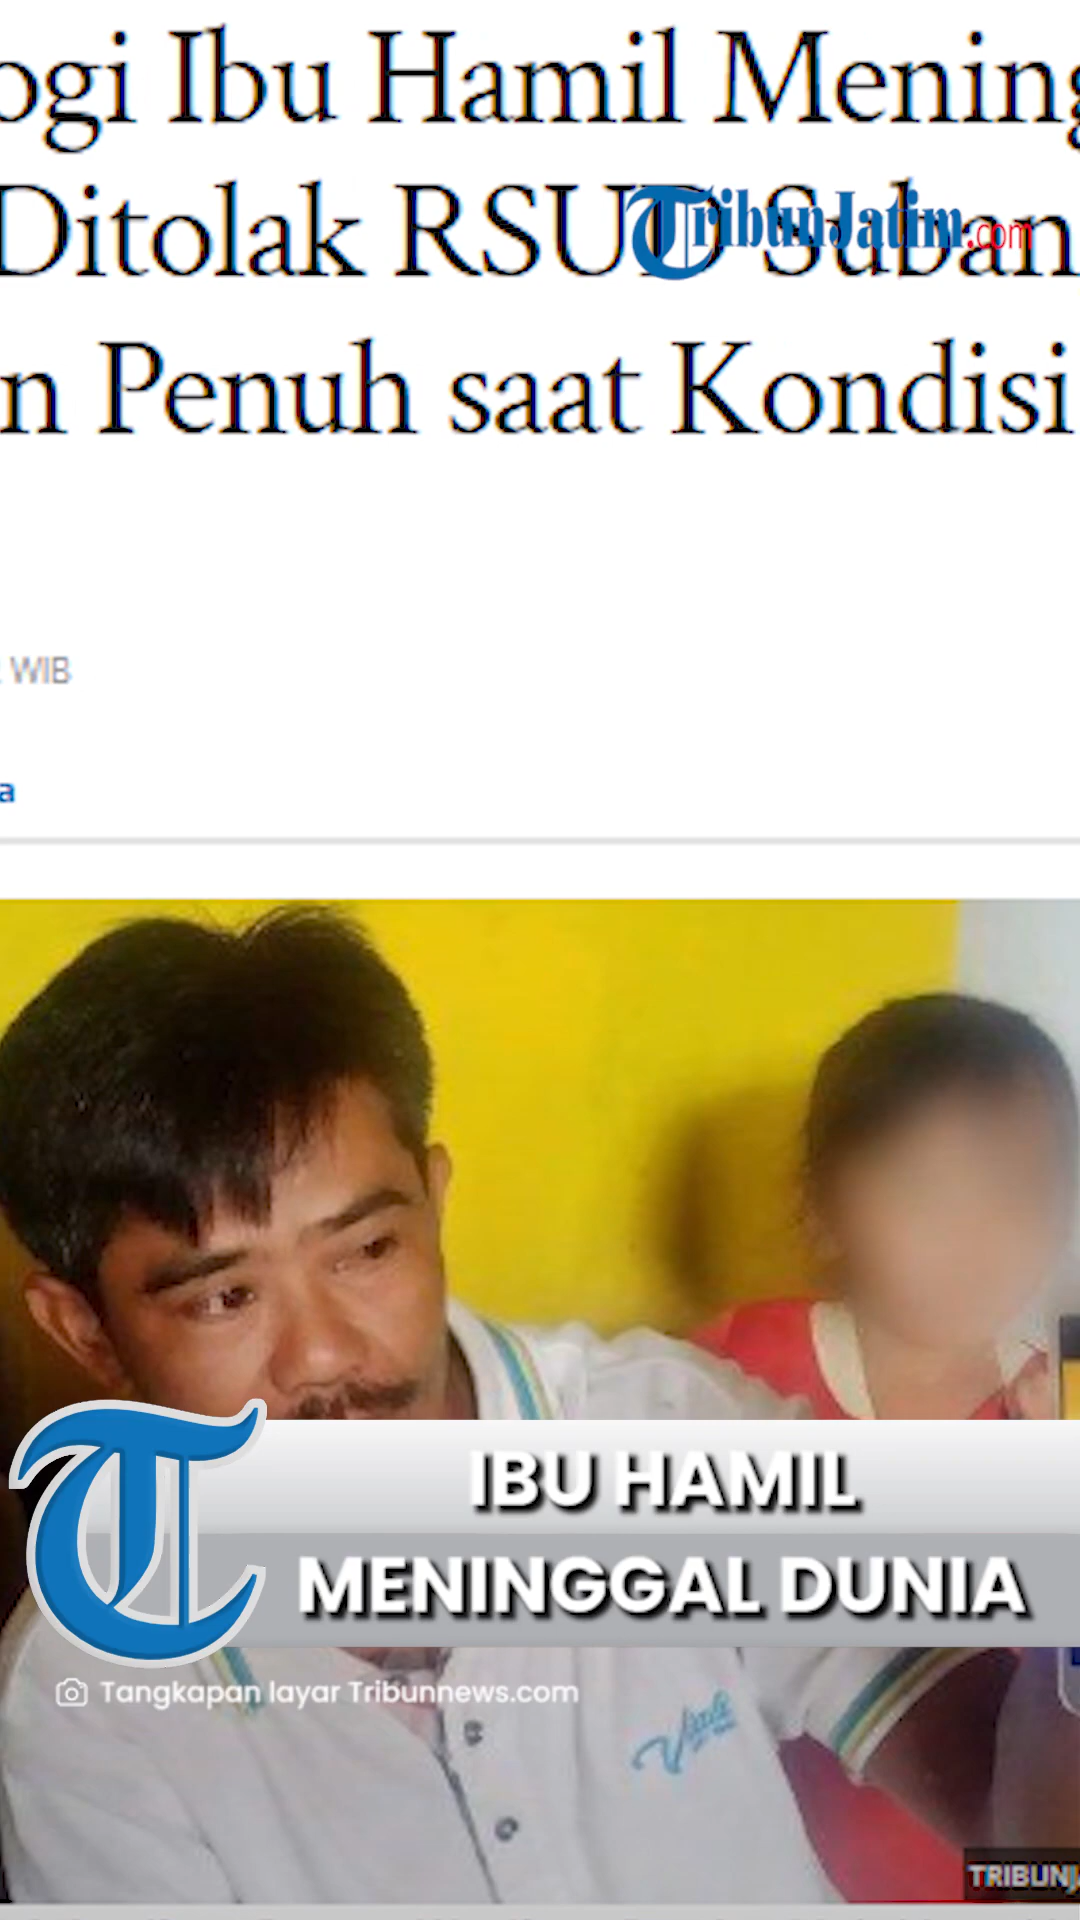 ogi Ibu Hamil Mening
Ditolak RSUD Suban
TribunJatim.com
n Penuh saat Kondisi
WIB
a
IBU HAMIL
MENINGGAL DUNIA
Tangkapan layar Tribunnews.com
Vitale
TRIBUNJ